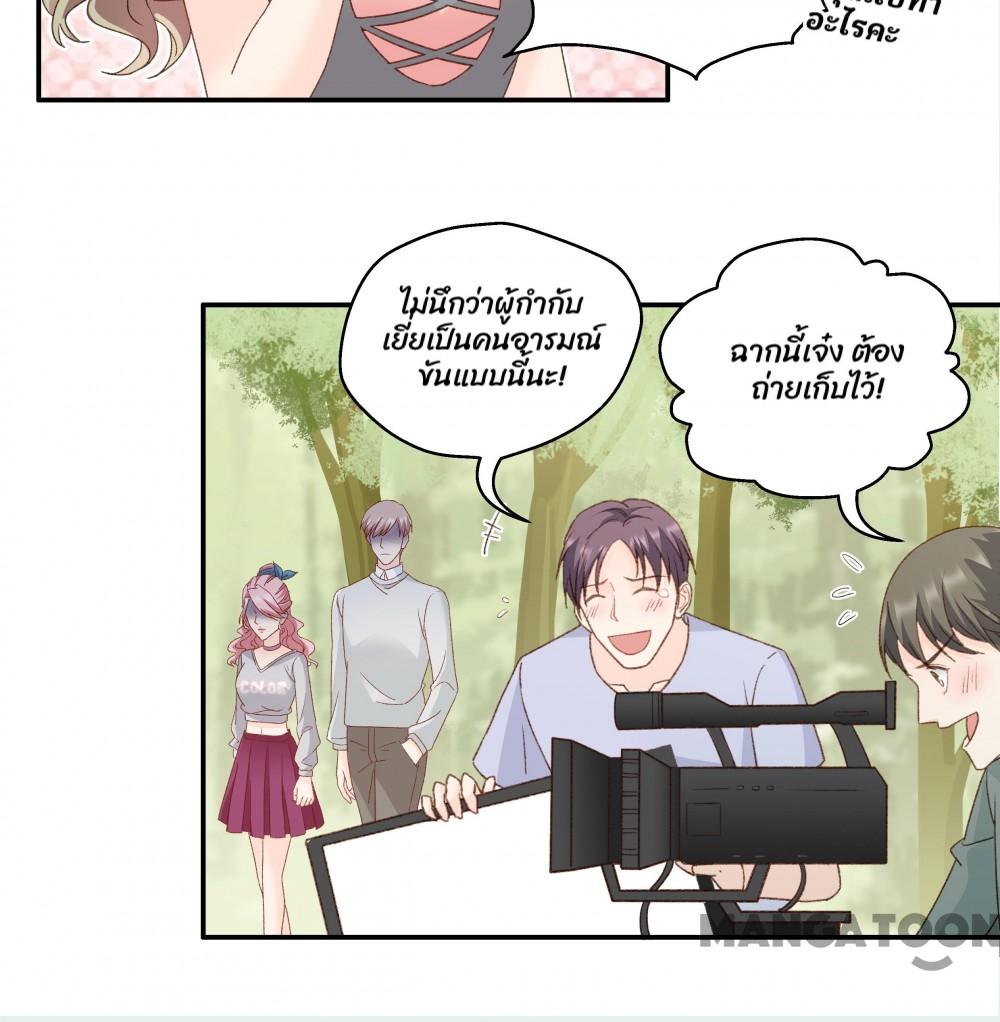 อะไรคะ
ไม่นึกว่าผู้กำกับ
เยี่ยเป็นคนอารมณ์
ขันแบบนี้นะ!
ฉากนี้เจ๋ง ต้อง
ถ่ายเก็บไว้!
COLOR
MANGATOON